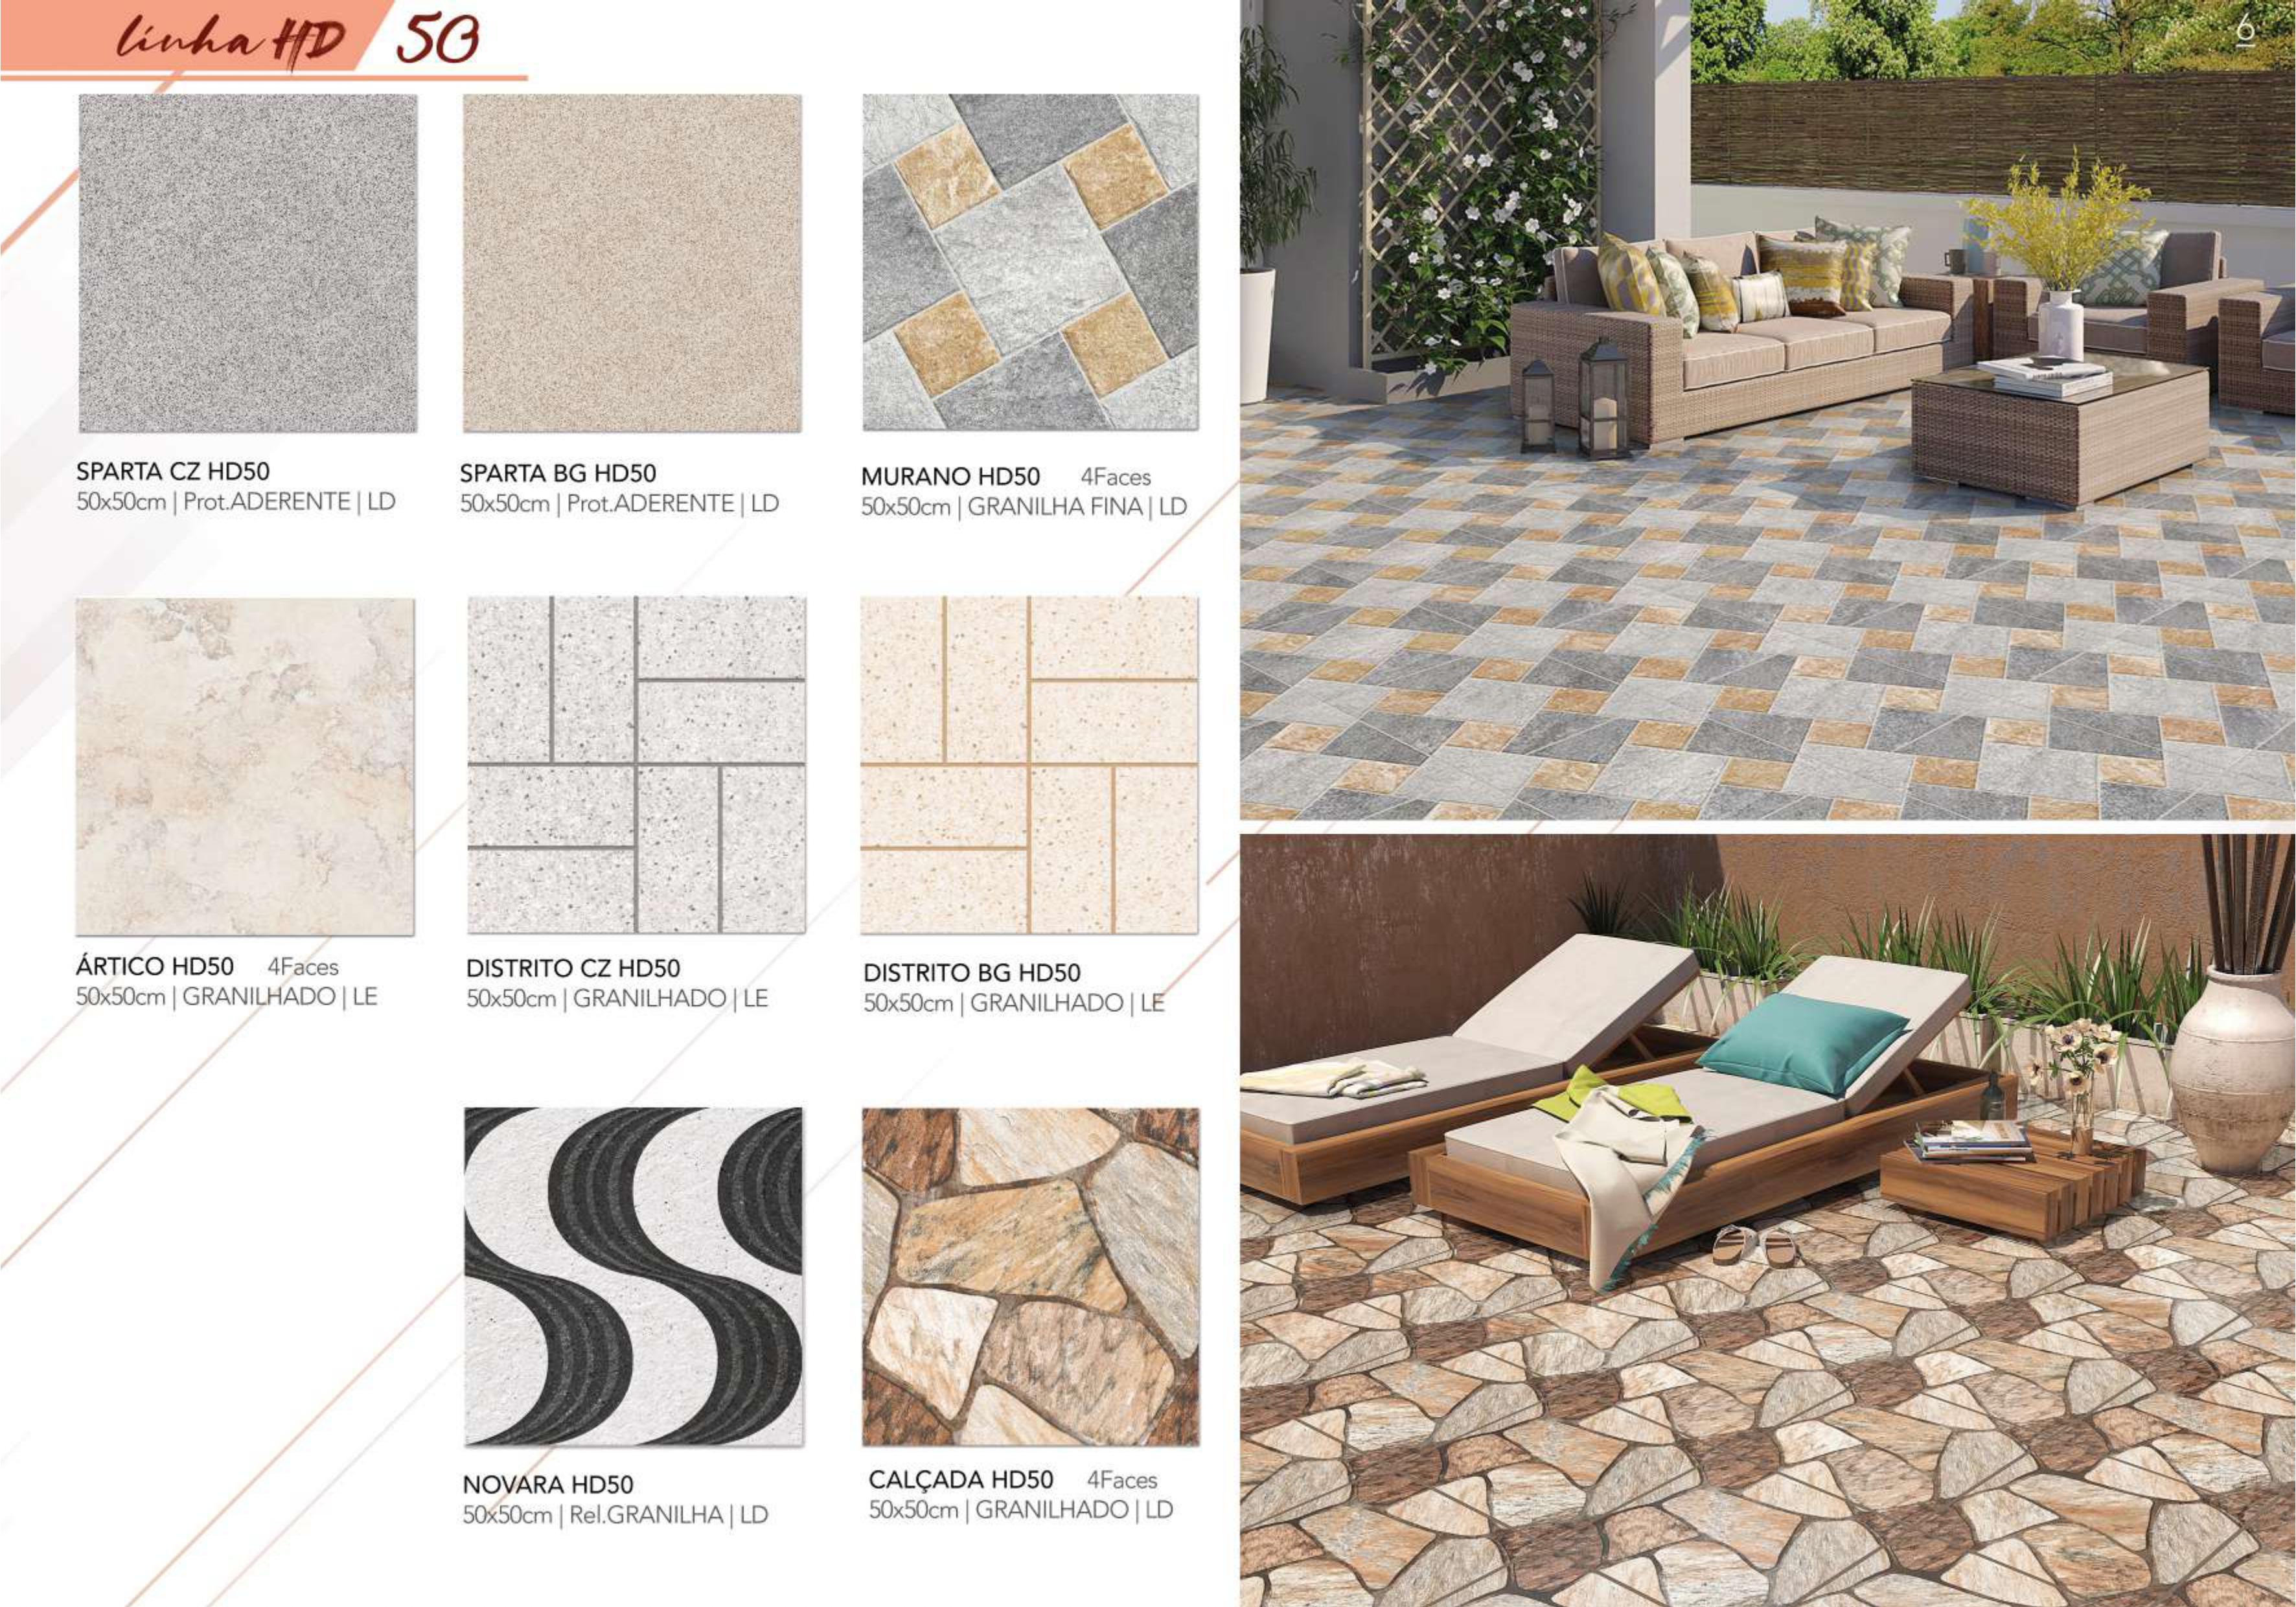 linha HD 50
6
SPARTA CZ HD50
50x50cm | Prot.ADERENTE | LD
SPARTA BG HD50
50x50cm | Prot.ADERENTE | LD
MURANO HD50 4Faces
50x50cm | GRANILHA FINA | LD
ÁRTICO HD50 4Faces
50x50cm | GRANILHADO | LE
DISTRITO CZ HD50
50x50cm | GRANILHADO | LE
DISTRITO BG HD50
50x50cm | GRANILHADO | LE
NOVARA HD50
50x50cm | Rel.GRANILHA | LD
CALÇADA HD50 4Faces
50x50cm | GRANILHADO | LD